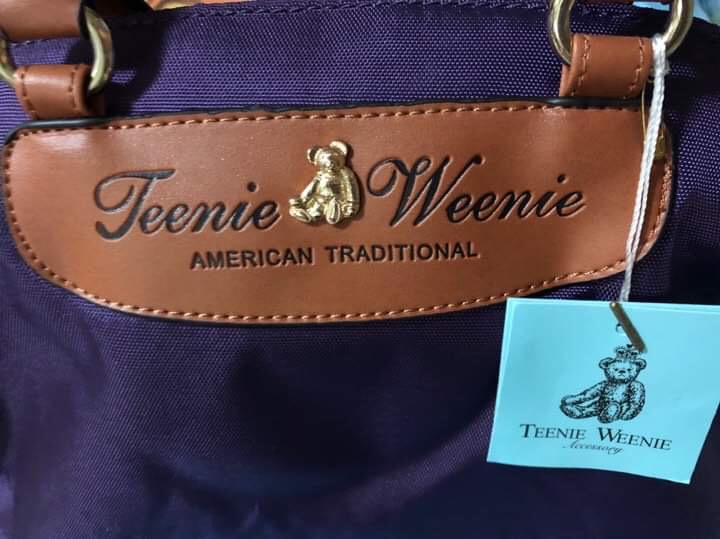 Teenie Weenie
AMERICAN TRADITIONAL
TEENIE WEENIE
Accessory